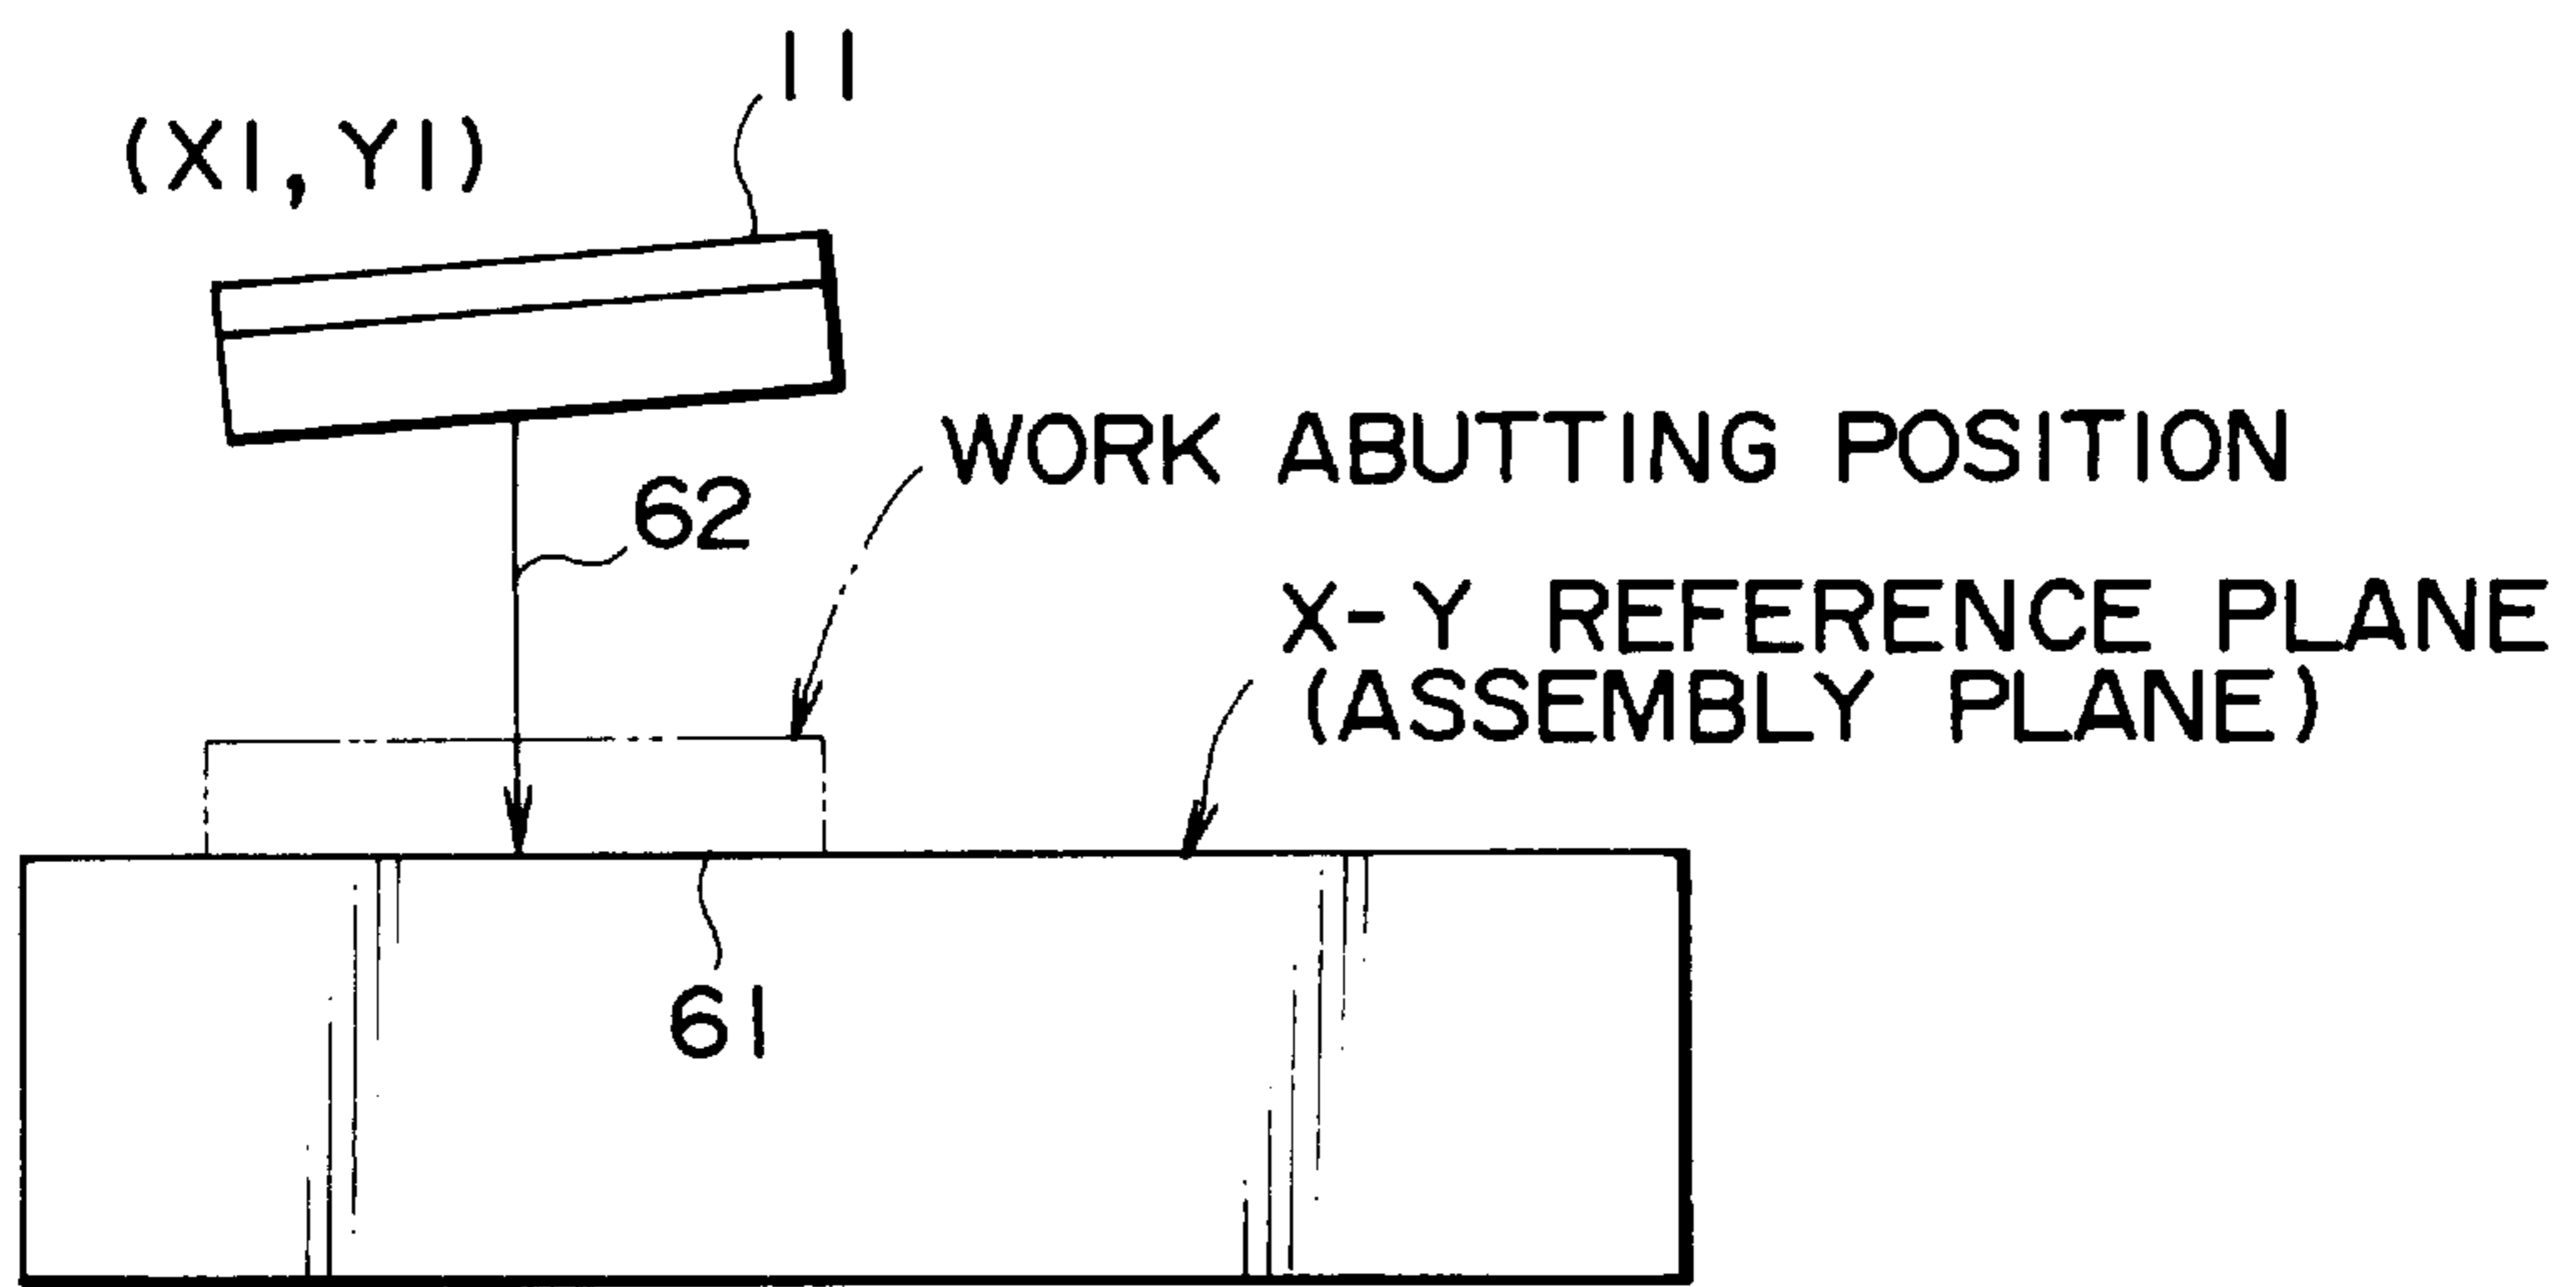 11
(X1, Y1)
WORK ABUTTING POSITION
62
X-Y REFERENCE PLANE
(ASSEMBLY PLANE)
61